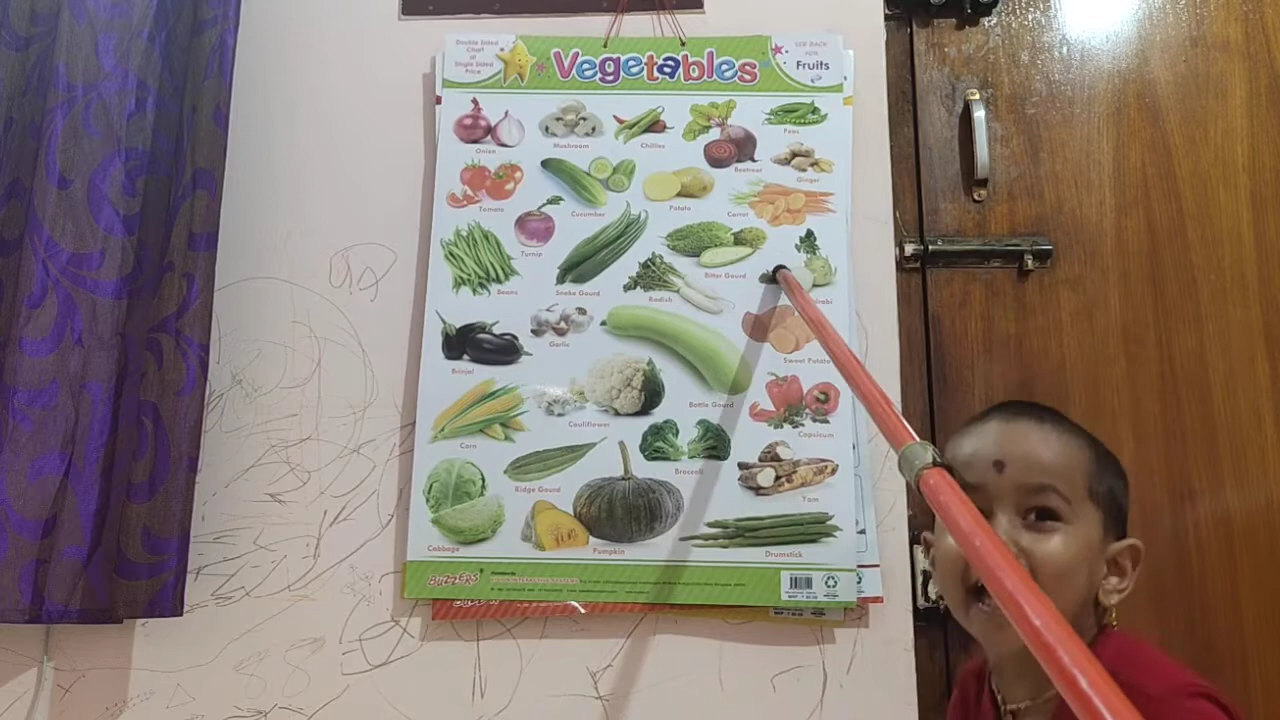 Double Sided
Chart
at
Single Sided
Price
Vegetables
SEE BACK
FOR
Fruits
Onion
Mushroom
Chillies
Beetroot
Peas
Ginger
Tomato
Cucumber
Potato
Carrot
Turnip
Beans
Snake Gourd
Radish
Bitter Gourd
Brinjal
Garlic
Bottle Gourd
Sweet Potato
Corn
Cauliflower
Capsicum
Ridge Gourd
Broccoli
Yam
Cabbage
Pumpkin
Drumstick
BUZZERS
88